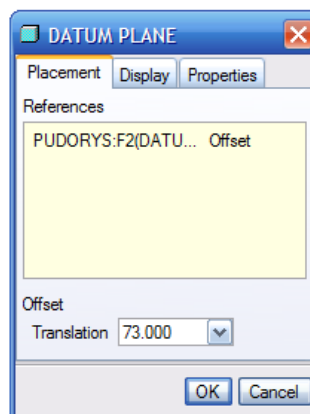 DATUM PLANE
Placement Display Properties
References
PUDORYS:F2(DATU... Offset
Offset
Translation 73.000
OK Cancel